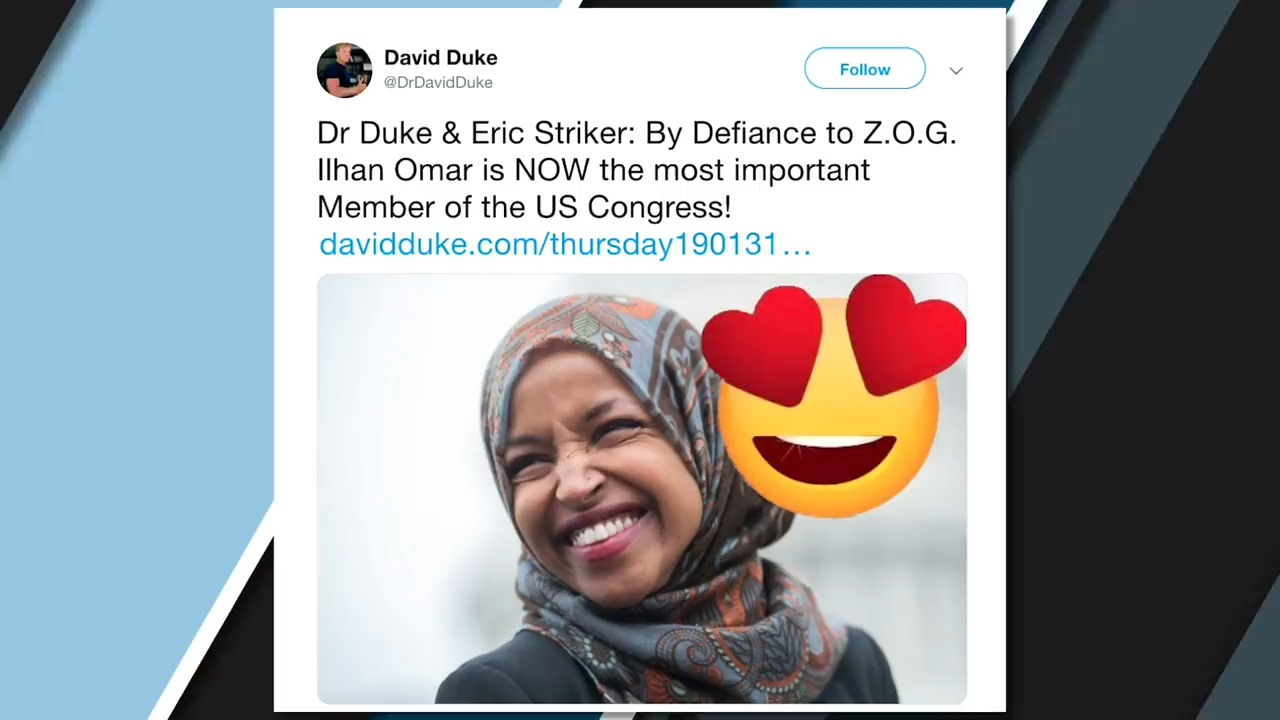 David Duke
@DrDavidDuke
Follow
Dr Duke & Eric Striker: By Defiance to Z.O.G.
Ilhan Omar is NOW the most important
Member of the US Congress!
davidduke.com/thursday190131…